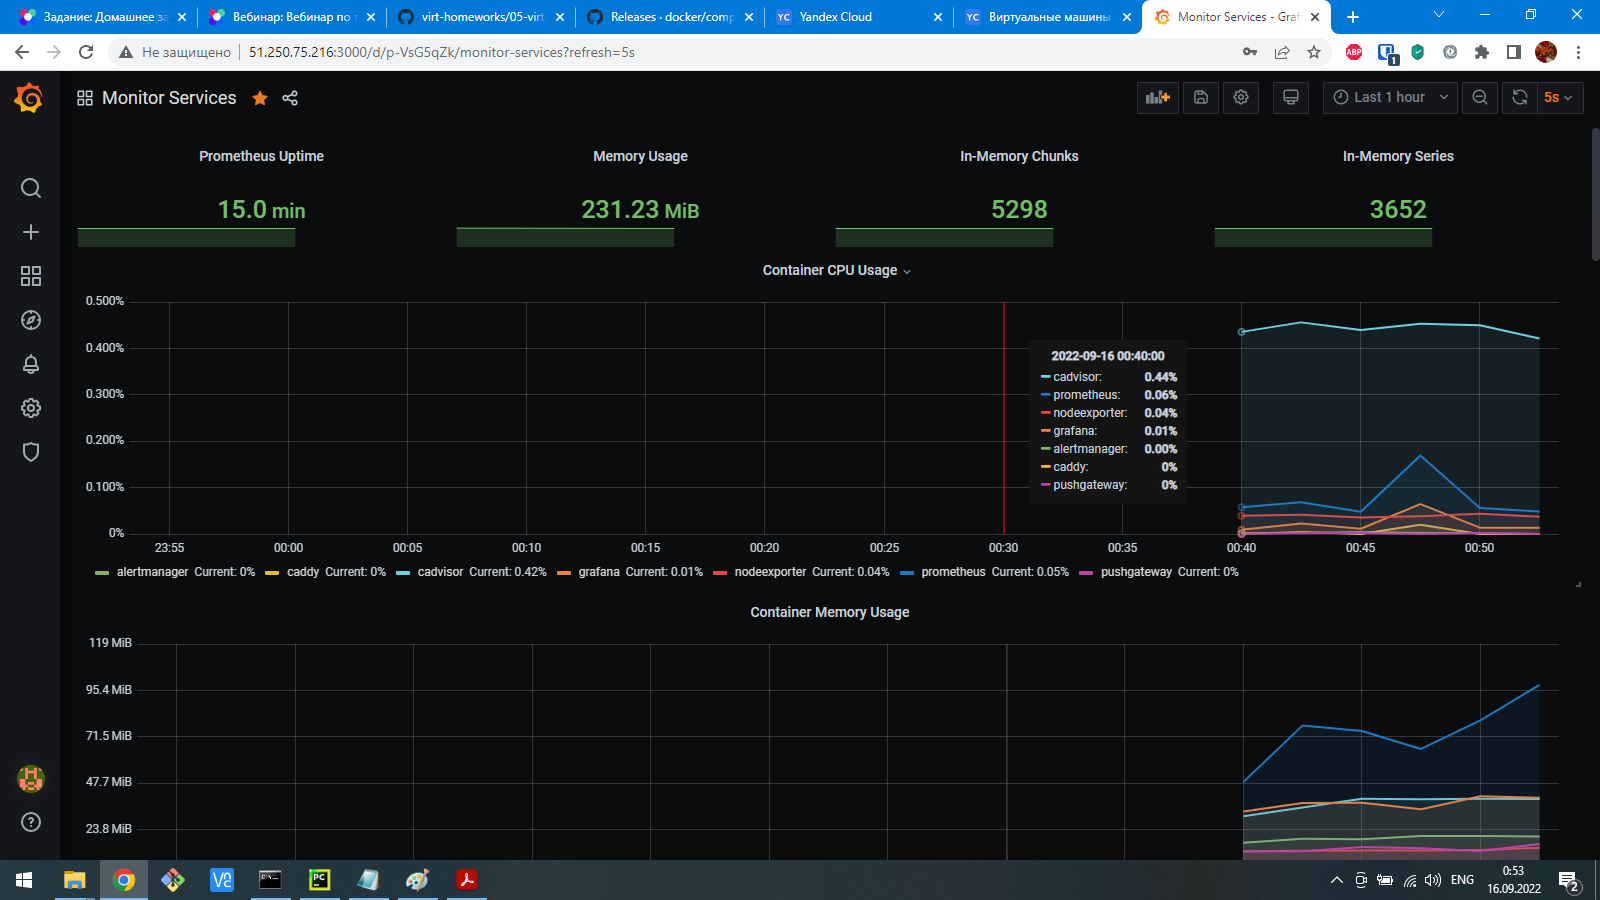 Задание: Домашнее за
Вебинар: Вебинар по т
virt-homeworks/05-virt
Releases · docker/comp
YC Yandex Cloud
YC Виртуальные машины
Monitor Services - Graf
Не защищено
51.250.75.216:3000/d/p-VsG5qZk/monitor-services?refresh=5s
ABP
1
Monitor Services
Last 1 hour
5s
Prometheus Uptime
15.0 min
Memory Usage
231.23 MiB
In-Memory Chunks
5298
In-Memory Series
3652
Container CPU Usage
0.500%
0.400%
0.300%
0.200%
0.100%
0%
2022-09-16 00:40:00
cadvisor: 0.44%
prometheus: 0.06%
nodeexporter: 0.04%
grafana: 0.01%
alertmanager: 0.00%
caddy: 0%
pushgateway: 0%
23:55 00:00 00:05 00:10 00:15 00:20 00:25 00:30 00:35 00:40 00:45 00:50
alertmanager Current: 0% caddy Current: 0% cadvisor Current: 0.42% grafana Current: 0.01% nodeexporter Current: 0.04% prometheus Current: 0.05% pushgateway Current: 0%
Container Memory Usage
119 MiB
95.4 MiB
71.5 MiB
47.7 MiB
23.8 MiB
PC
ENG
0:53
16.09.2022
2